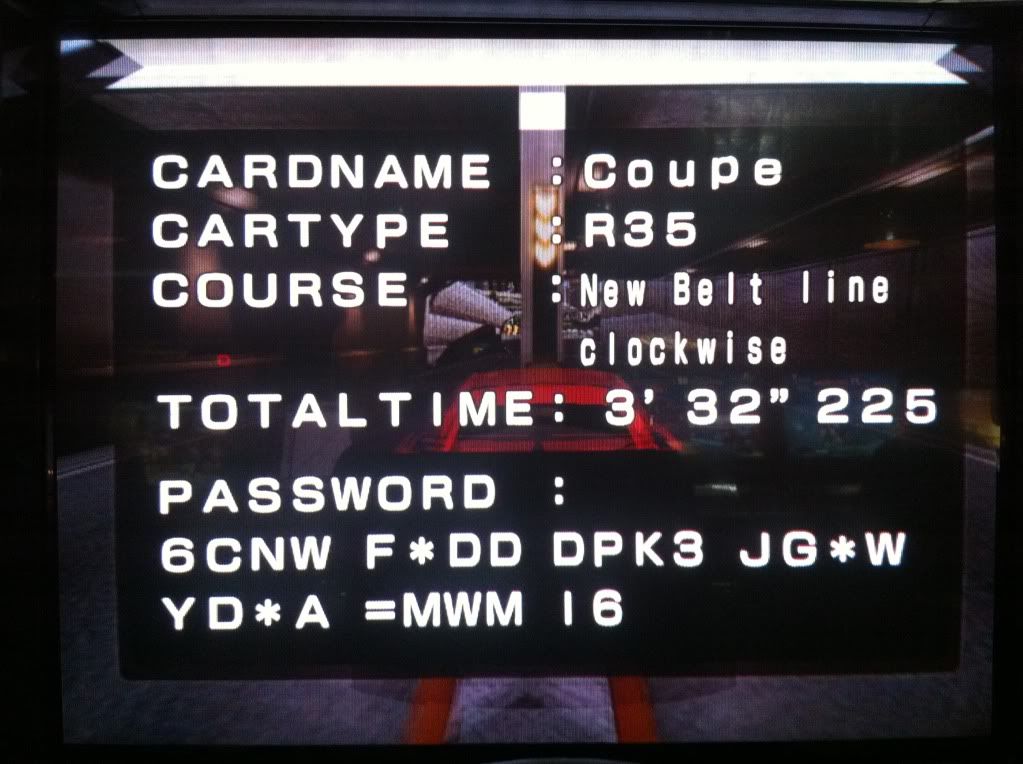 CARDNAME : Coupe
CARTYPE : R35
COURSE : New Belt line
clockwise
TOTALTIME: 3' 32" 225
PASSWORD :
6CNW F*DD DPK3 JG*W
YD*A =MWM I6